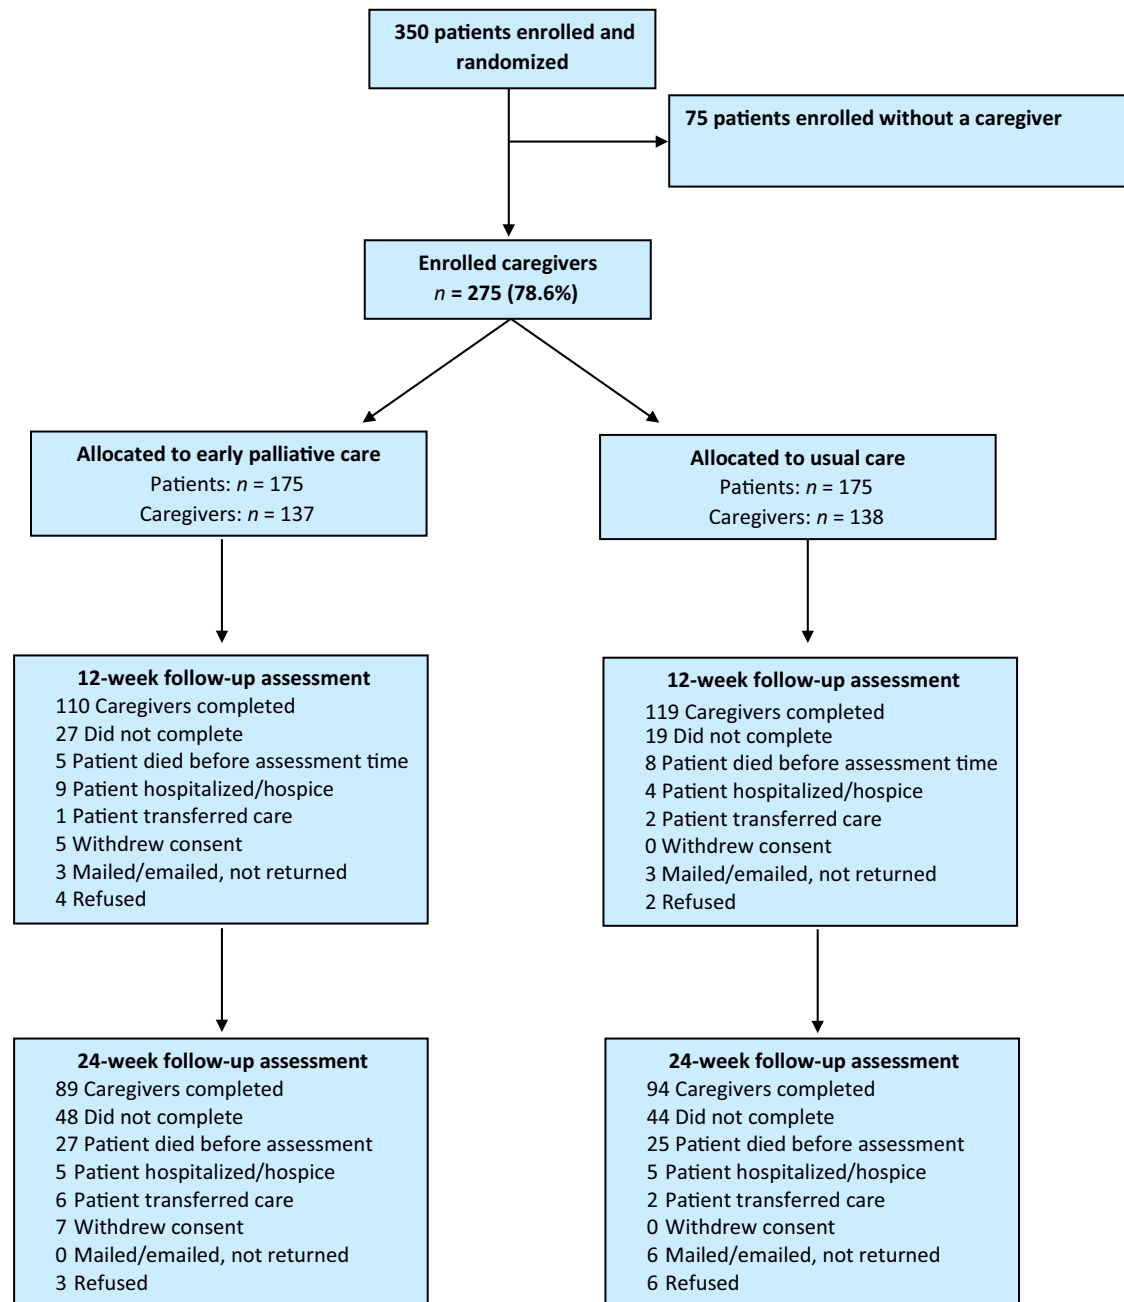 350 patients enrolled and
randomized
75 patients enrolled without a caregiver
Enrolled caregivers
n = 275 (78.6%)
Allocated to early palliative care
Patients: n = 175
Caregivers: n = 137
Allocated to usual care
Patients: n = 175
Caregivers: n = 138
12-week follow-up assessment
110 Caregivers completed
27 Did not complete
5 Patient died before assessment time
9 Patient hospitalized/hospice
1 Patient transferred care
5 Withdrew consent
3 Mailed/emailed, not returned
4 Refused
12-week follow-up assessment
119 Caregivers completed
19 Did not complete
8 Patient died before assessment time
4 Patient hospitalized/hospice
2 Patient transferred care
0 Withdrew consent
3 Mailed/emailed, not returned
2 Refused
24-week follow-up assessment
89 Caregivers completed
48 Did not complete
27 Patient died before assessment
5 Patient hospitalized/hospice
6 Patient transferred care
7 Withdrew consent
0 Mailed/emailed, not returned
3 Refused
24-week follow-up assessment
94 Caregivers completed
44 Did not complete
25 Patient died before assessment
5 Patient hospitalized/hospice
2 Patient transferred care
0 Withdrew consent
6 Mailed/emailed, not returned
6 Refused